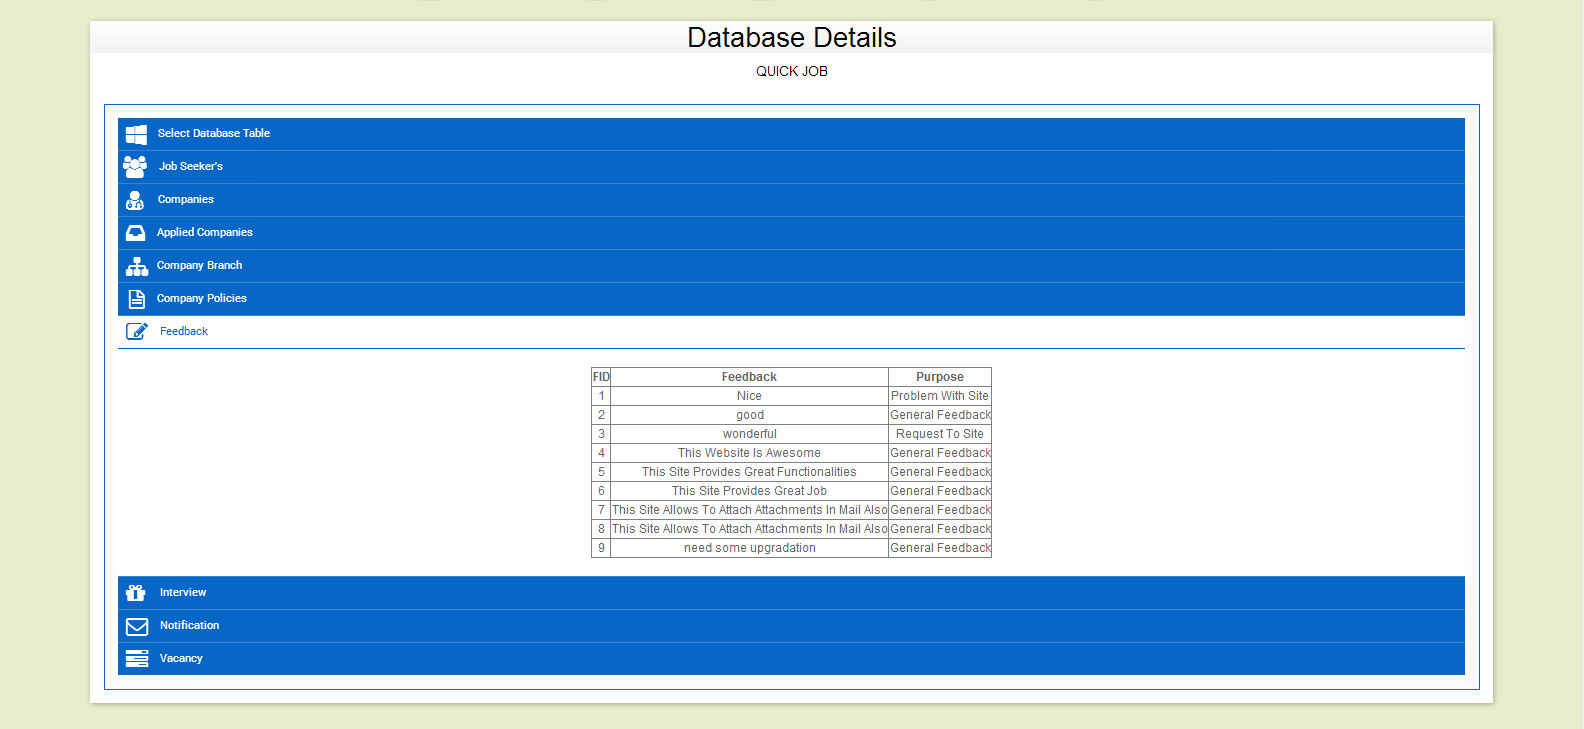 Database Details
QUICK JOB
Select Database Table
Job Seeker's
Companies
Applied Companies
Company Branch
Company Policies
Feedback
FID Feedback Purpose
1 Nice Problem With Site
2 good General Feedback
3 wonderful Request To Site
4 This Website Is Awesome General Feedback
5 This Site Provides Great Functionalities General Feedback
6 This Site Provides Great Job General Feedback
7 This Site Allows To Attach Attachments In Mail Also General Feedback
8 This Site Allows To Attach Attachments In Mail Also General Feedback
9 need some upgradation General Feedback
Interview
Notification
Vacancy